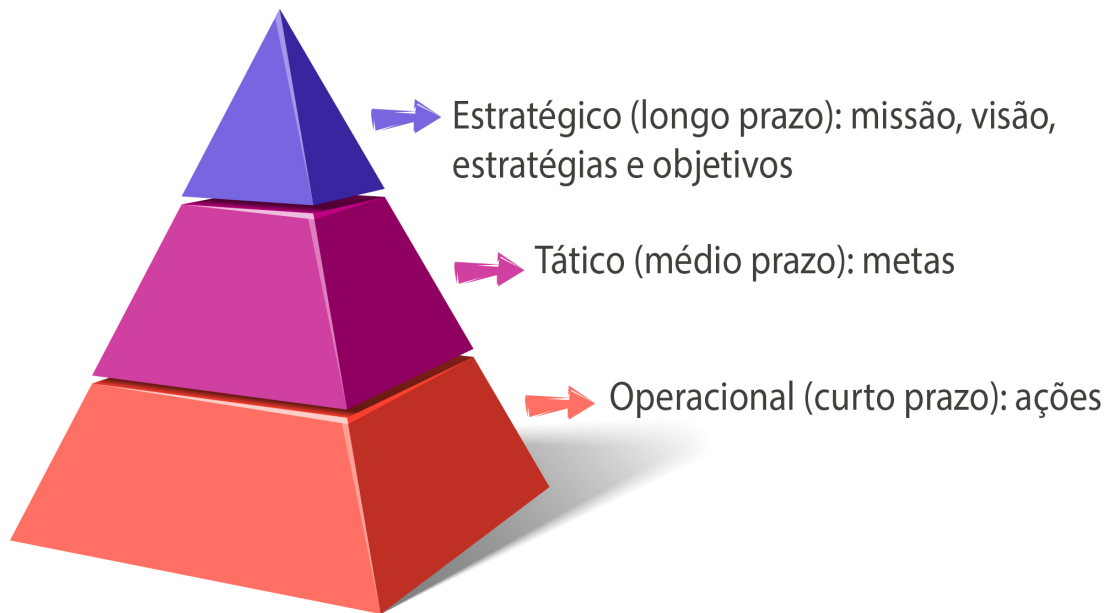 Estratégico (longo prazo): missão, visão,
estratégias e objetivos
Tático (médio prazo): metas
Operacional (curto prazo): ações